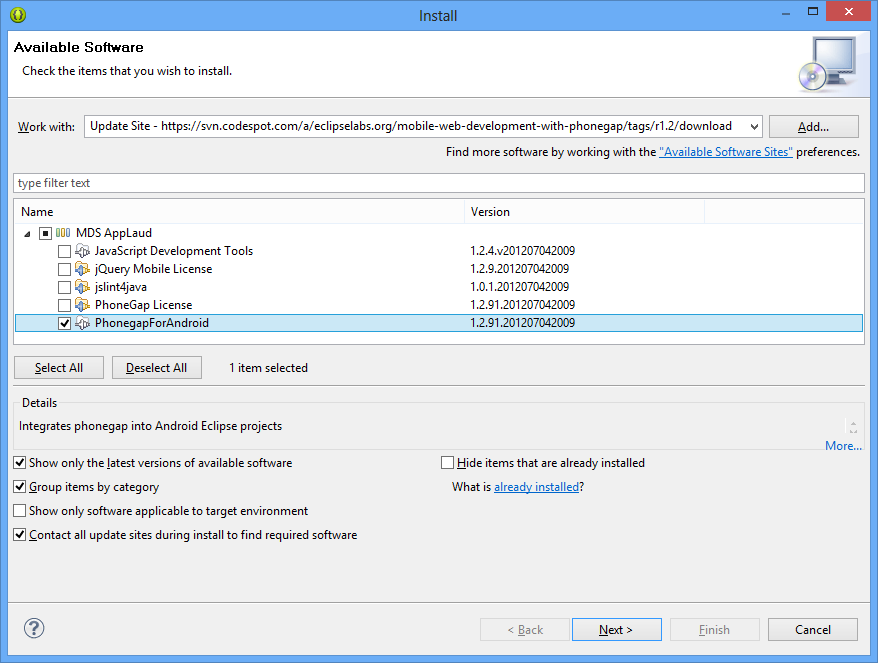 Install
Available Software
Check the items that you wish to install.
Work with: Update Site - https://svn.codespot.com/a/eclipselabs.org/mobile-web-development-with-phonegap/tags/r1.2/download Add...
Find more software by working with the "Available Software Sites" preferences.
type filter text
Name Version
MDS AppLaud
JavaScript Development Tools 1.2.4.v201207042009
jQuery Mobile License 1.2.9.201207042009
jslint4java 1.0.1.201207042009
PhoneGap License 1.2.91.201207042009
PhonegapForAndroid 1.2.91.201207042009
Select All Deselect All 1 item selected
Details
Integrates phonegap into Android Eclipse projects
More...
Show only the latest versions of available software Hide items that are already installed
Group items by category What is already installed?
Show only software applicable to target environment
Contact all update sites during install to find required software
? < Back Next > Finish Cancel